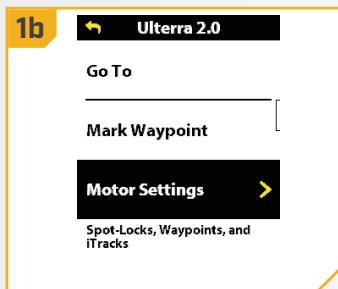 1b
Ulterra 2.0
Go To
Mark Waypoint
Motor Settings
Spot-Locks, Waypoints, and
iTracks